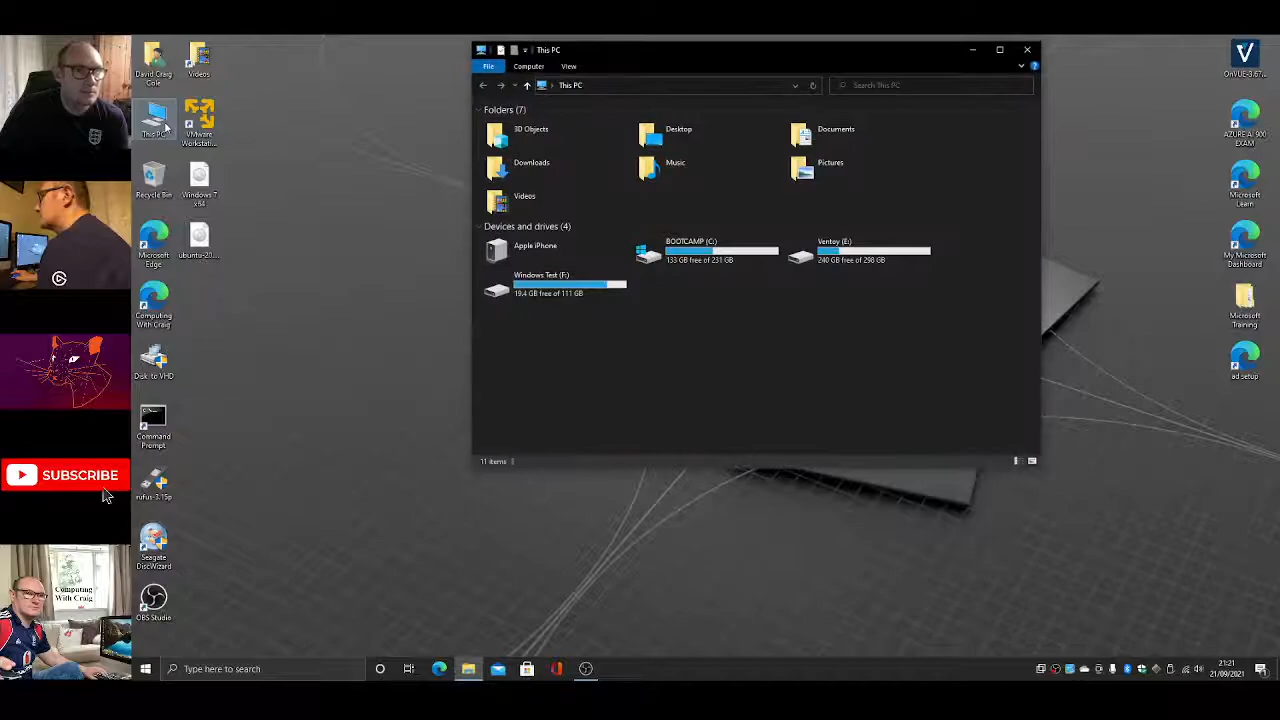 David Craig
Cole
Videos
This PC
VMware
Workstati...
Recycle Bin
Windows 7
x64
Microsoft
Edge
ubuntu-20...
Computing
With Craig
Disk to VHD
Command
Prompt
rufus-3.15p
Seagate
DiscWizard
OBS Studio
SUBSCRIBE
Computing
With Craig
This PC
File
Computer
View
This PC
Search This PC
Folders (7)
3D Objects
Desktop
Documents
Downloads
Music
Pictures
Videos
Devices and drives (4)
Apple iPhone
BOOTCAMP (C:)
133 GB free of 231 GB
Ventoy (E:)
240 GB free of 298 GB
Windows Test (F:)
19.4 GB free of 111 GB
11 items
OnVUE-3.67...
AZURE AI 900
EXAM
Microsoft
Learn
My Microsoft
Dashboard
Microsoft
Training
ad setup
Type here to search
21:21
21/09/2021